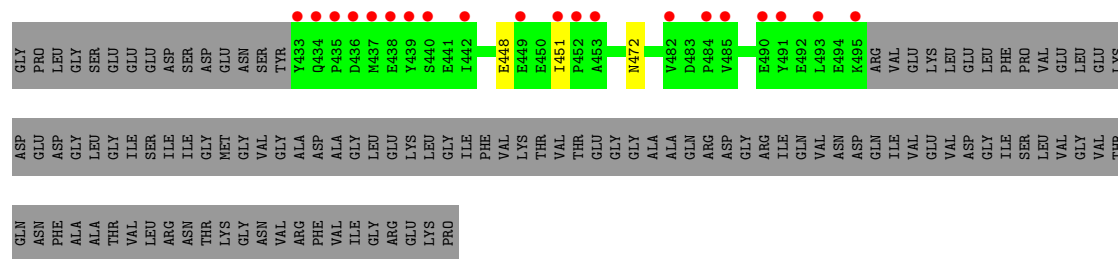 GLY PRO LEU GLY SER GLU GLU GLU ASP SER SER ASP GLU ASN SER TYR Y433 Q434 P435 D436 M437 E438 Y439 S440 E441 I442 E448 E449 E450 I451 P452 A453 N472 V482 D483 P484 V485 E490 Y491 E492 L493 E494 K495 ARG VAL GLU LYS LEU GLU LEU PHE PRO VAL GLU LEU GLU LYS
ASP GLU ASP GLY LEU GLY ILE SER ILE ILE GLY MET GLY VAL GLY ALA ASP ALA GLY LEU GLU LYS LEU GLY ILE PHE VAL LYS THR VAL THR GLU GLY GLY ALA ALA GLN ARG ASP GLY ARG ILE GLN VAL ASN ASP GLN ILE VAL GLU VAL ASP GLY ILE SER LEU VAL GLY VAL THR
GLN ASN PHE ALA ALA THR VAL LEU ARG ASN THR LYS GLY ASN VAL ARG PHE VAL ILE GLY ARG GLU LYS PRO